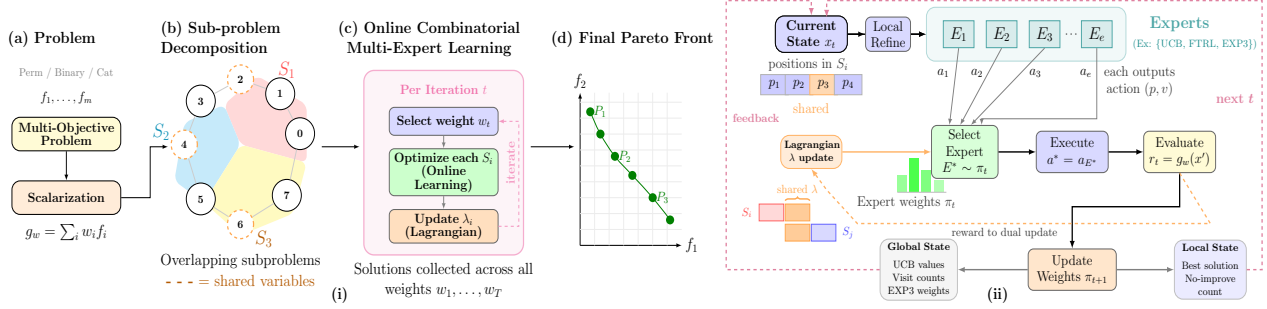 (a) Problem
Perm / Binary / Cat
f₁, . . . , fₘ
Multi-Objective
Problem
Scalarization
g_w = ∑ᵢ wᵢfᵢ
(b) Sub-problem
Decomposition
S₁
S₂
S₃
2
1
3
0
4
5
7
6
Overlapping subproblems
= shared variables
(c) Online Combinatorial
Multi-Expert Learning
Per Iteration t
Select weight wₜ
Optimize each Sᵢ
(Online
Learning)
Update λᵢ
(Lagrangian)
iterate
Solutions collected across all
weights w₁, . . . , w_T
(i)
(d) Final Pareto Front
f₂
P₁
P₂
P₃
f₁
Current
State xₜ
Local
Refine
E₁
E₂
E₃
···
Eₑ
Experts
(Ex: {UCB, FTRL, EXP3})
positions in Sᵢ
p₁
p₂
p₃
p₄
shared
a₁
a₂
a₃
aₑ
each outputs
action (p, v)
next t
feedback
Lagrangian
λ update
Select
Expert
E* ∼ πₜ
Execute
a* = a_{E*}
Evaluate
rₜ = g_w(x′)
Expert weights πₜ
shared λ
Sᵢ
Sⱼ
reward to dual update
Global State
UCB values
Visit counts
EXP3 weights
Update
Weights πₜ₊₁
Local State
Best solution
No-improve
count
(ii)